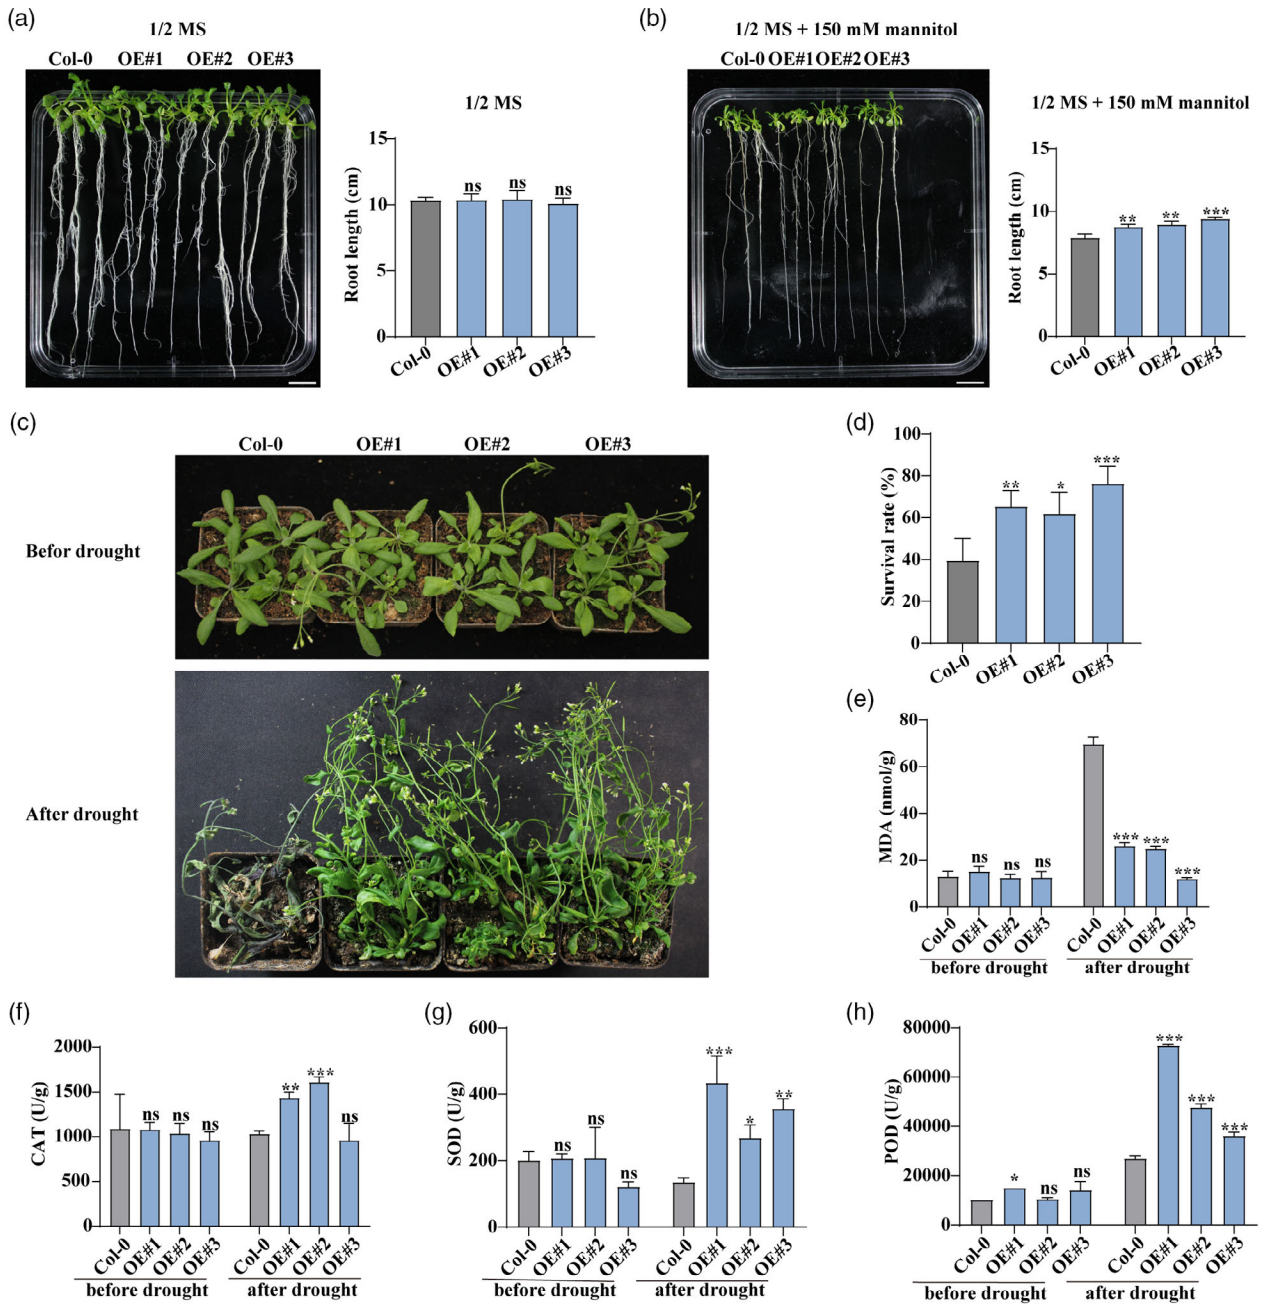 (a)
1/2 MS
Col-0 OE#1 OE#2 OE#3
1/2 MS
Root length (cm)
15
10
5
0
ns ns ns
Col-0 OE#1 OE#2 OE#3
(b)
1/2 MS + 150 mM mannitol
Col-0 OE#1 OE#2 OE#3
1/2 MS + 150 mM mannitol
Root length (cm)
15
10
5
0
** ** ***
Col-0 OE#1 OE#2 OE#3
(c)
Col-0 OE#1 OE#2 OE#3
Befor drought
After drought
(d)
Survival rate (%)
100
80
60
40
20
0
** * ***
Col-0 OE#1 OE#2 OE#3
(e)
MDA (nmol/g)
80
60
40
20
0
ns ns ns *** *** ***
Col-0 OE#1 OE#2 OE#3 Col-0 OE#1 OE#2 OE#3
before drought after drought
(f)
CAT (U/g)
2000
1500
1000
500
0
ns ns ns ** *** ns
Col-0 OE#1 OE#2 OE#3 Col-0 OE#1 OE#2 OE#3
before drought after drought
(g)
SOD (U/g)
600
400
200
0
ns ns ns *** * **
Col-0 OE#1 OE#2 OE#3 Col-0 OE#1 OE#2 OE#3
before drought after drought
(h)
POD (U/g)
80000
60000
40000
20000
0
* ns ns *** *** ***
Col-0 OE#1 OE#2 OE#3 Col-0 OE#1 OE#2 OE#3
before drought after drought